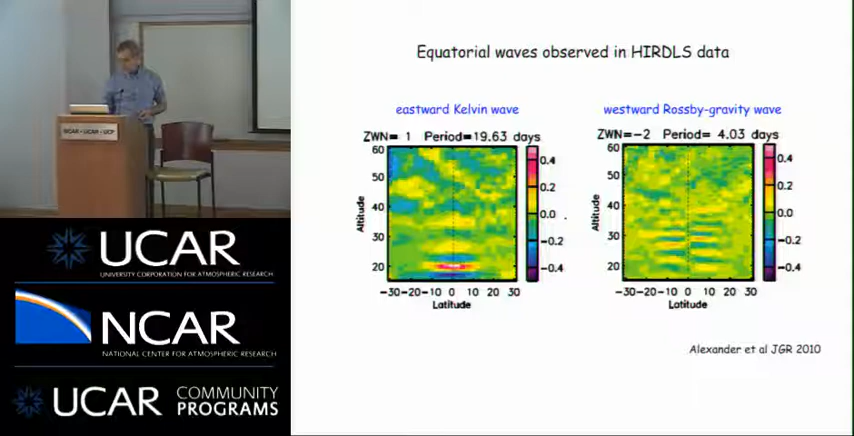 Equatorial waves observed in HIRDLS data
eastward Kelvin wave
ZWN= 1 Period=19.63 days
60
50
40
30
20
Altitude
-30-20-10 0 10 20 30
Latitude
0.4
0.2
0.0
-0.2
-0.4
westward Rossby-gravity wave
ZWN=-2 Period= 4.03 days
60
50
40
30
20
Altitude
-30-20-10 0 10 20 30
Latitude
0.4
0.2
0.0
-0.2
-0.4
Alexander et al JGR 2010
NCAR UCAR UCP
UCAR
UNIVERSITY CORPORATION FOR ATMOSPHERIC RESEARCH
NCAR
NATIONAL CENTER FOR ATMOSPHERIC RESEARCH
UCAR COMMUNITY
PROGRAMS